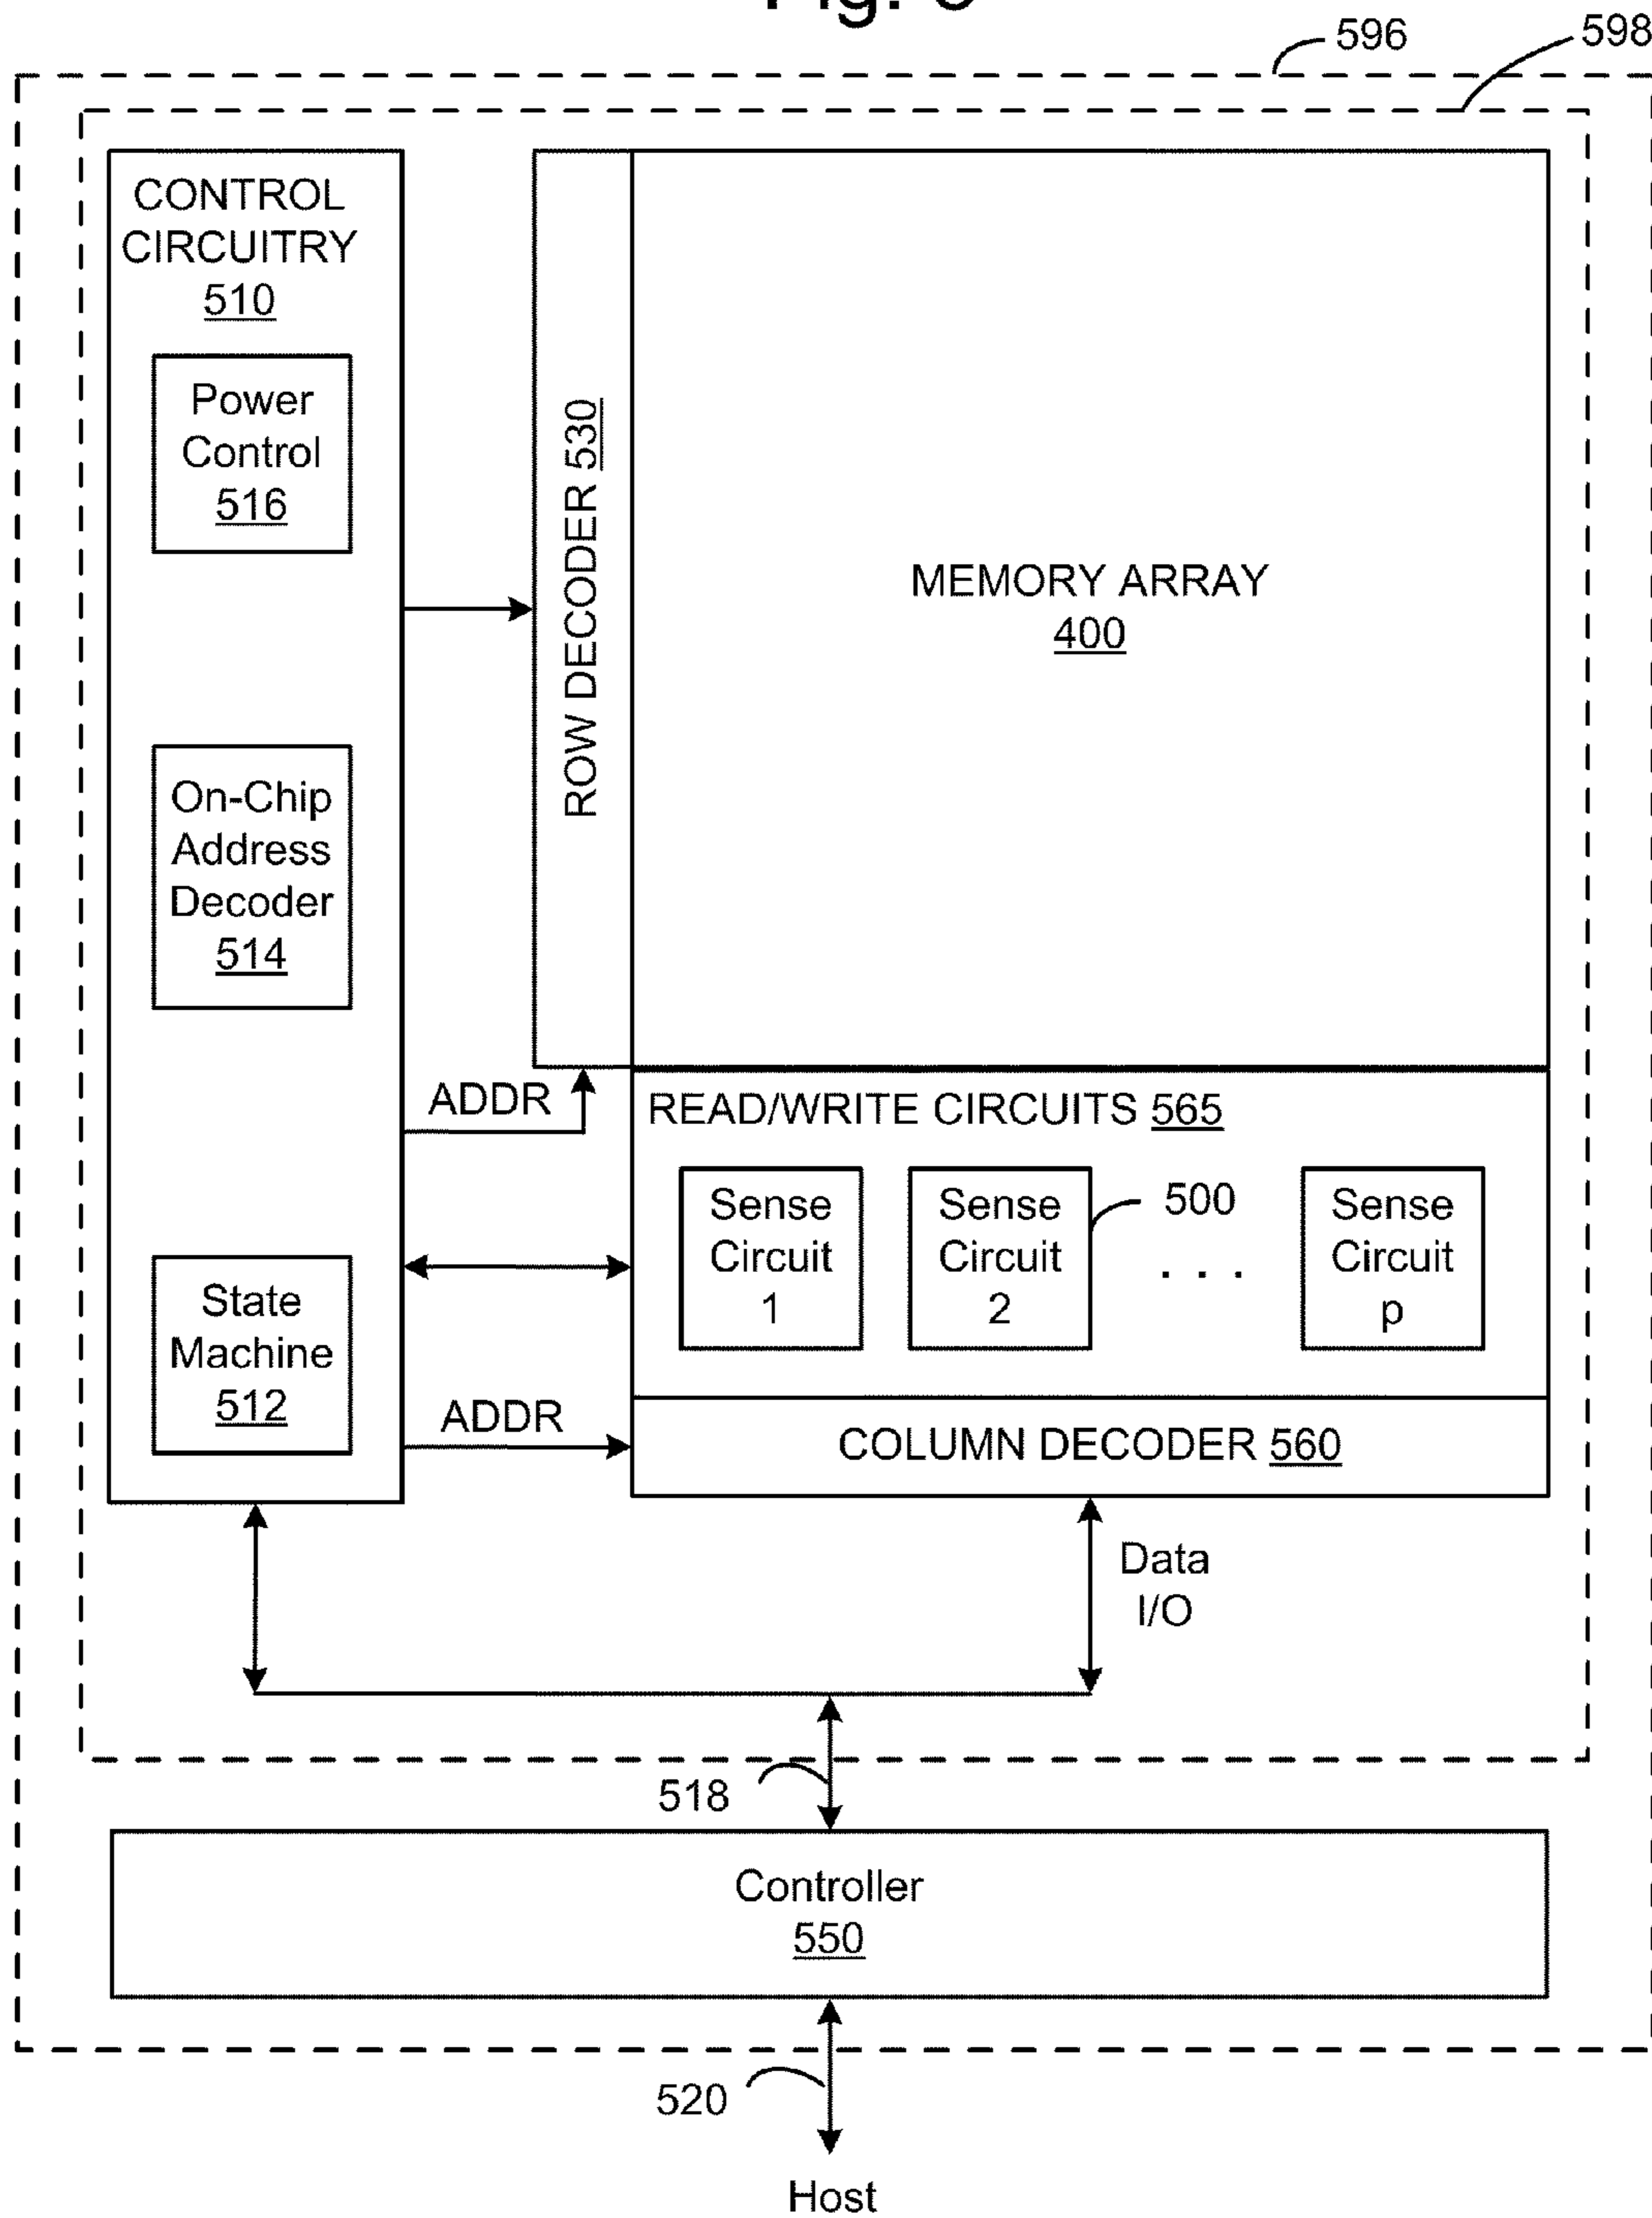 596
598
CONTROL
CIRCUITRY
510
Power
Control
516
On-Chip
Address
Decoder
514
State
Machine
512
ROW DECODER 530
MEMORY ARRAY
400
ADDR
READ/WRITE CIRCUITS 565
Sense
Circuit
1
Sense
Circuit
2
500
. . .
Sense
Circuit
p
ADDR
COLUMN DECODER 560
Data
I/O
518
Controller
550
520
Host